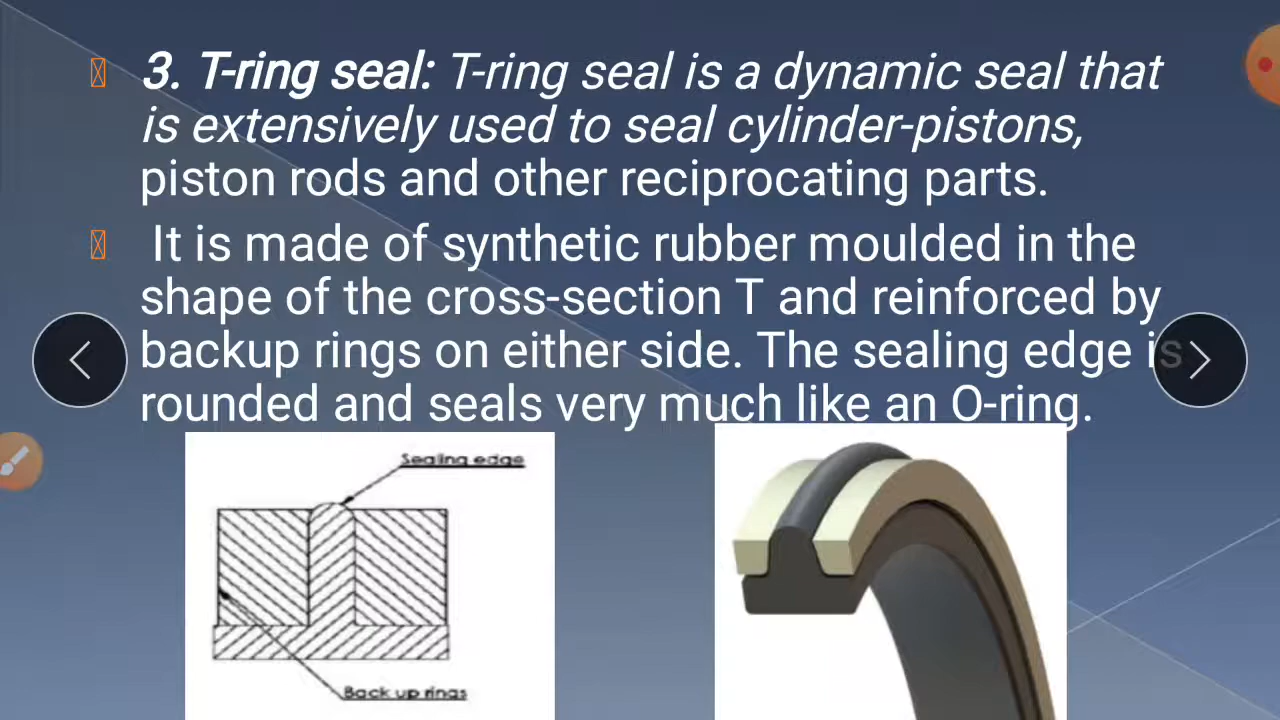 3. T-ring seal: T-ring seal is a dynamic seal that
is extensively used to seal cylinder-pistons,
piston rods and other reciprocating parts.
It is made of synthetic rubber moulded in the
shape of the cross-section T and reinforced by
backup rings on either side. The sealing edge is
rounded and seals very much like an O-ring.
Sealing edge
Back up rings